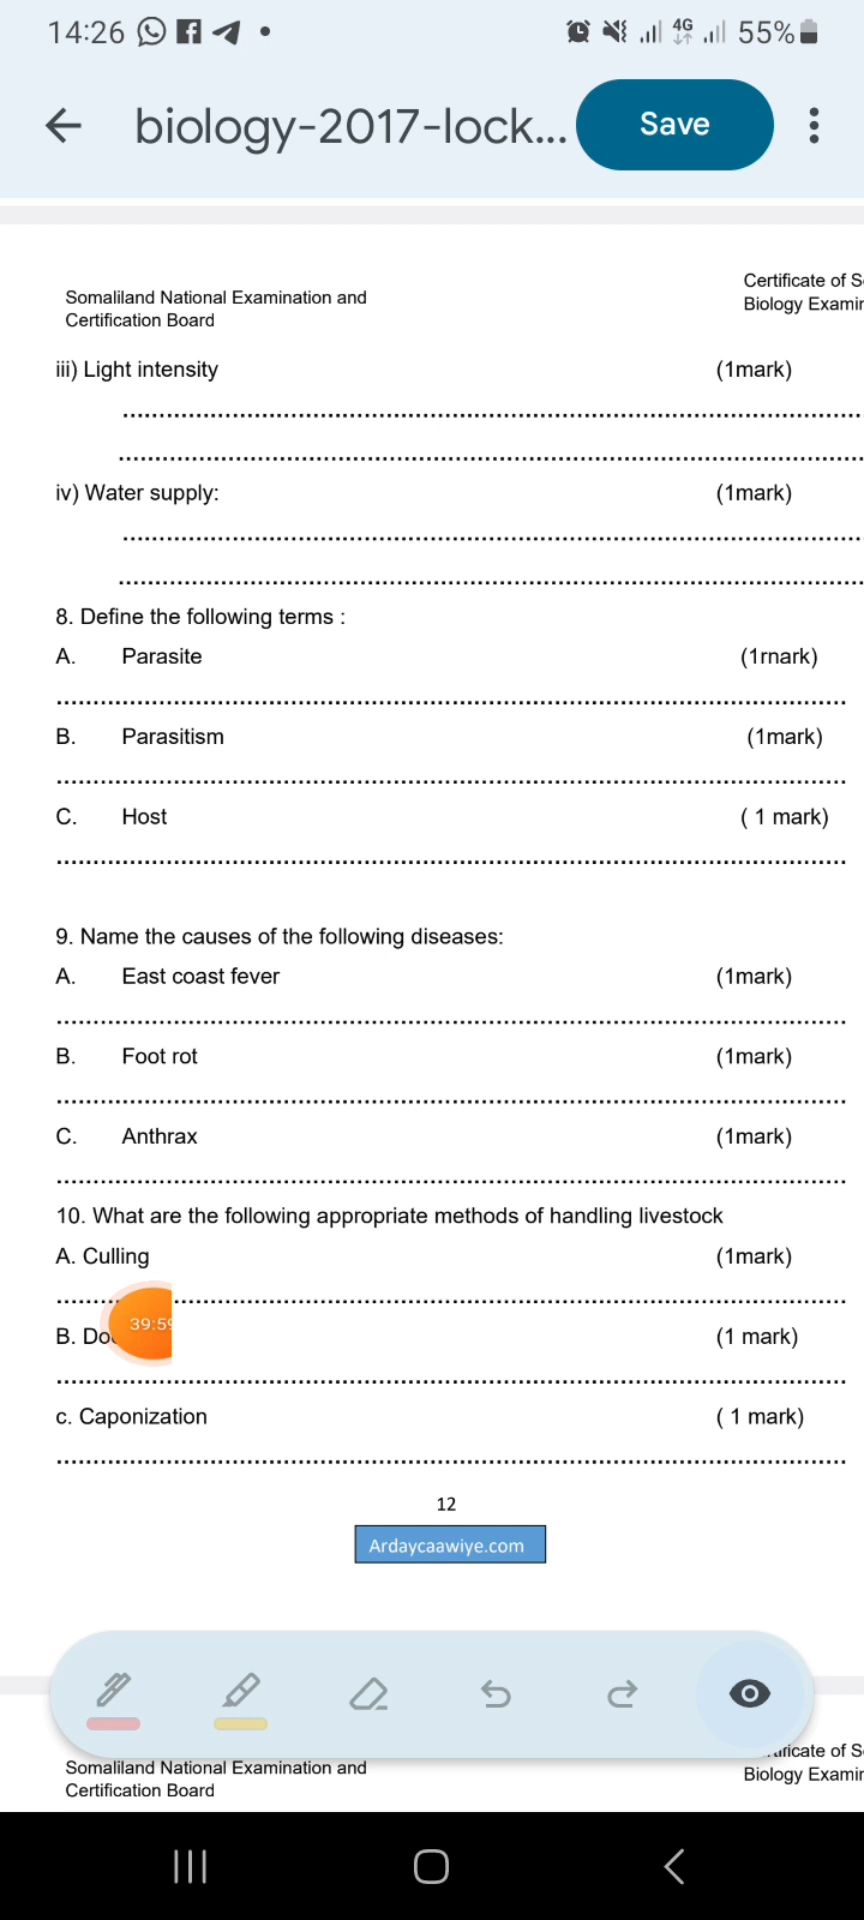 14:26 4G 55%
biology-2017-lock... Save
Certificate of S
Somaliland National Examination and
Biology Exami
Certification Board
iii) Light intensity (1mark)
iv) Water supply: (1mark)
8. Define the following terms :
A. Parasite (1rnark)
B. Parasitism (1mark)
C. Host ( 1 mark)
9. Name the causes of the following diseases:
A. East coast fever (1mark)
B. Foot rot (1mark)
C. Anthrax (1mark)
10. What are the following appropriate methods of handling livestock
A. Culling (1mark)
39:59
B. Do (1 mark)
c. Caponization ( 1 mark)
12
Ardaycaawiye.com
Somaliland National Examination and
Certification Board
Biology Exami